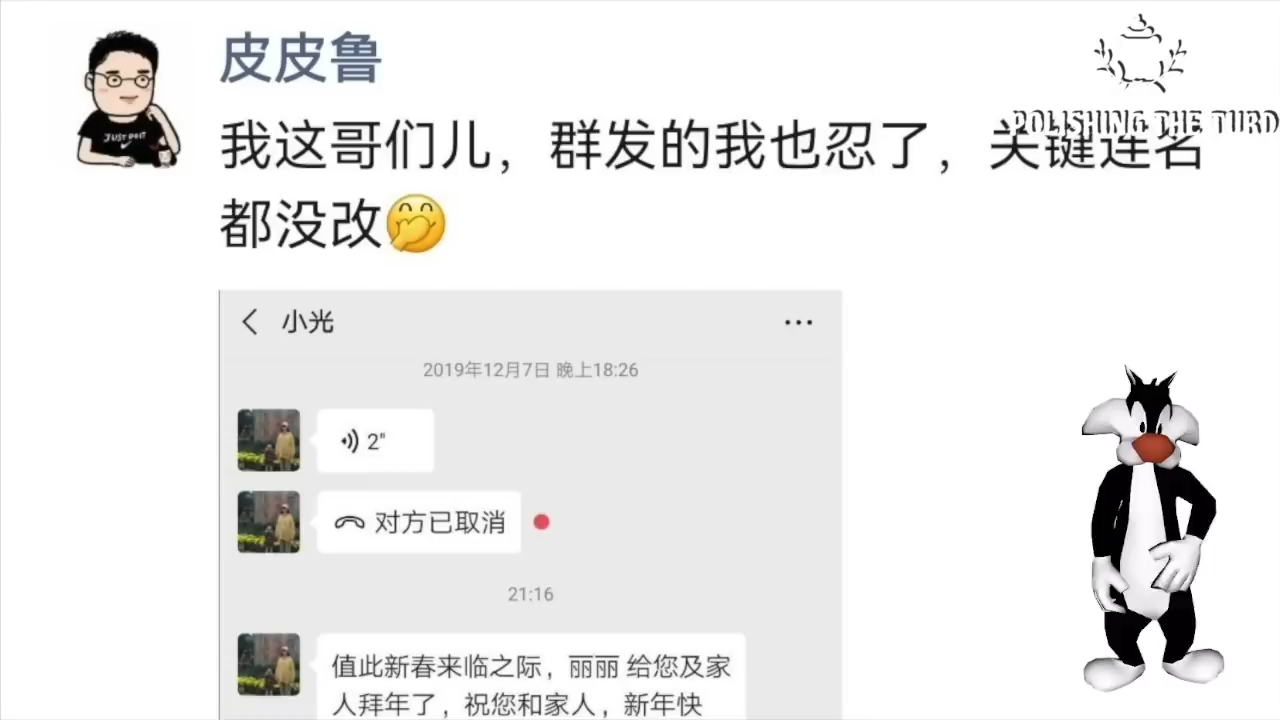 皮皮鲁
POLISHING THE TURD
我这哥们儿，群发的我也忍了，关键连名
都没改
小光
2019年12月7日 晚上18:26
2"
对方已取消
21:16
值此新春来临之际，丽丽 给您及家
人拜年了，祝您和家人，新年快